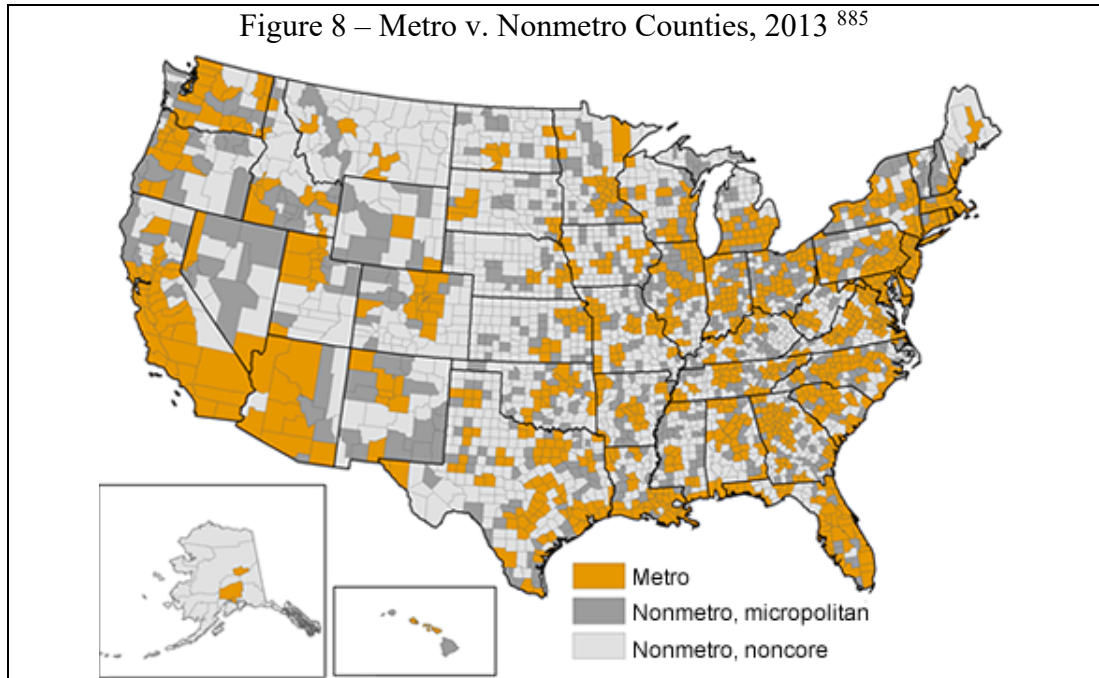 Figure 8 – Metro v. Nonmetro Counties, 2013 885
Metro
Nonmetro, micropolitan
Nonmetro, noncore